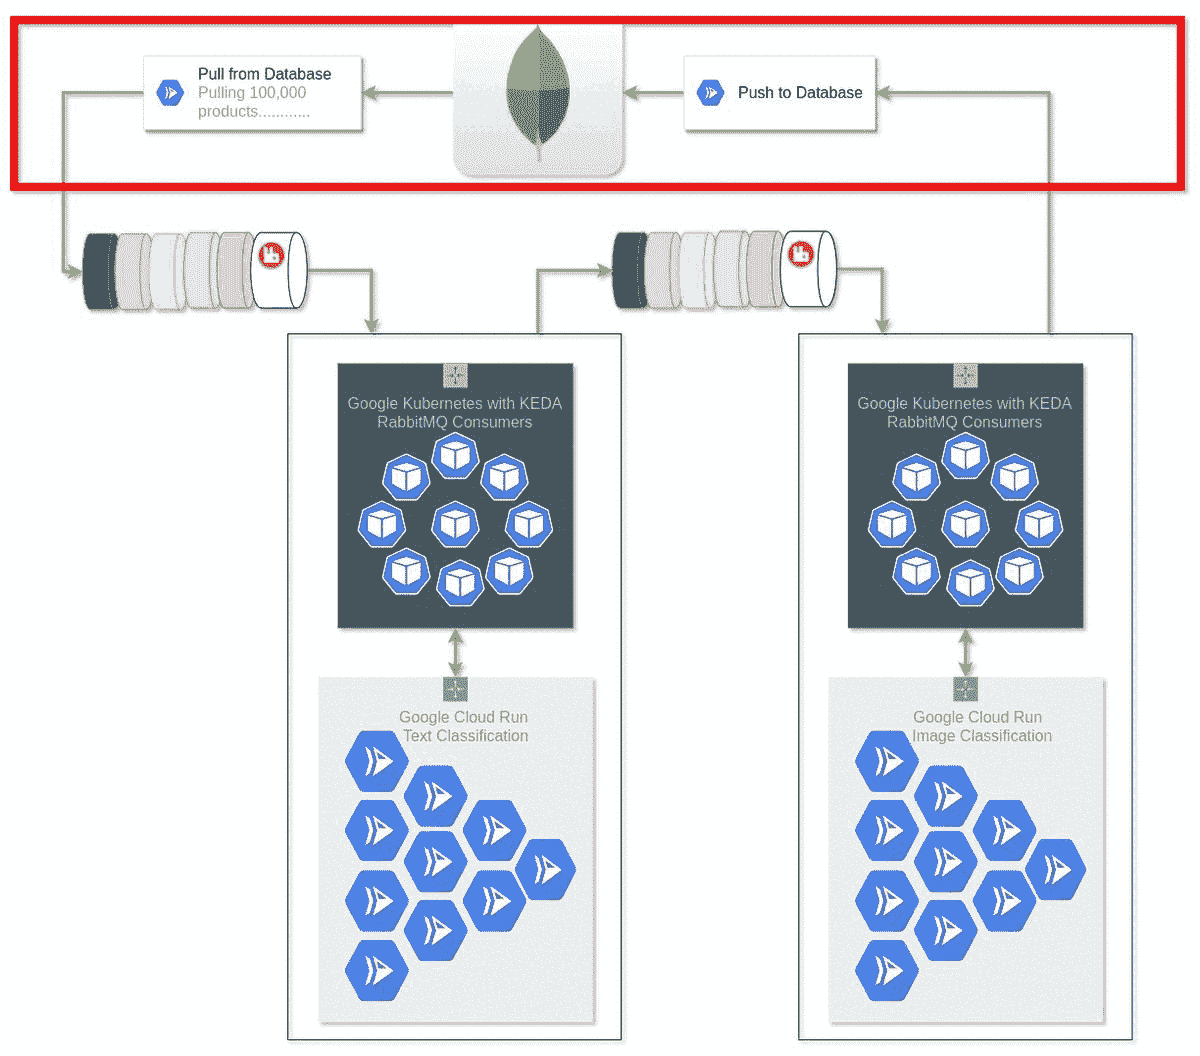 Pull from Database
Pulling 100,000
products............
Push to Database
Google Kubernetes with KEDA
RabbitMQ Consumers
Google Kubernetes with KEDA
RabbitMQ Consumers
Google Cloud Run
Text Classification
Google Cloud Run
Image Classification